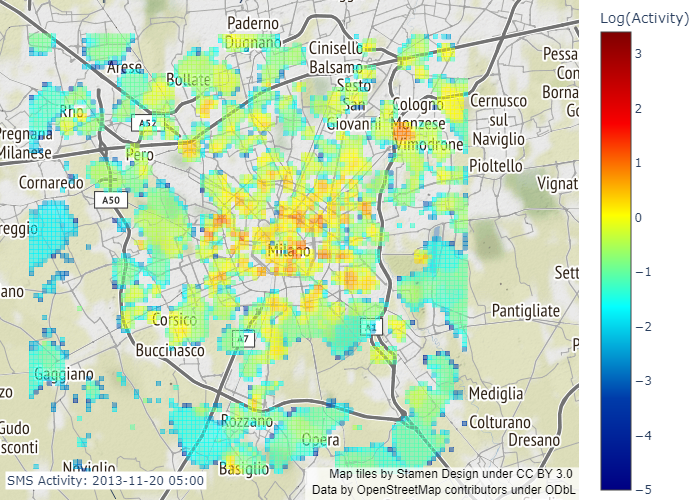 Log(Activity)
3
2
1
0
−1
−2
−3
−4
−5
Paderno
Dugnano
Cinisello
Balsamo
Arese
Bollate
Sesto
San
Giovanni
Cologno
Monzese
Cernusco
sul
Naviglio
Pessa
Con
Borna
Go
Rho
A52
Pregnana
Milanese
Pero
Vimodrone
Pioltello
Cornaredo
A50
Vignat
reggio
Milano
Sett
ano
Pantigliate
Corsico
A1
A7
Buccinasco
P
Gaggiano
zo
Mediglia
Gudo
sconti
Rozzano
Opera
Colturano
Dresano
Noviglio
Basiglio
SMS Activity: 2013-11-20 05:00
Map tiles by Stamen Design under CC BY 3.0
Data by OpenStreetMap contributors under ODbL